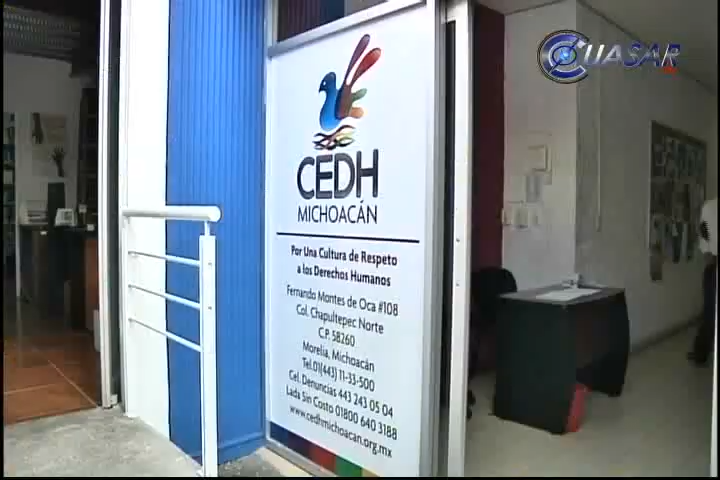 CUASAR
CEDH
MICHOACÁN
Por Una Cultura de Respeto
a los Derechos Humanos
Fernando Montes de Oca #108
Col. Chapultepec Norte
C.P. 58260
Morelia, Michoacán
Tel.01(443) 11-33-500
Cel. Denuncias 443 243 05 04
Lada Sin Costo 01800 640 3188
www.cedhmichoacan.org.mx